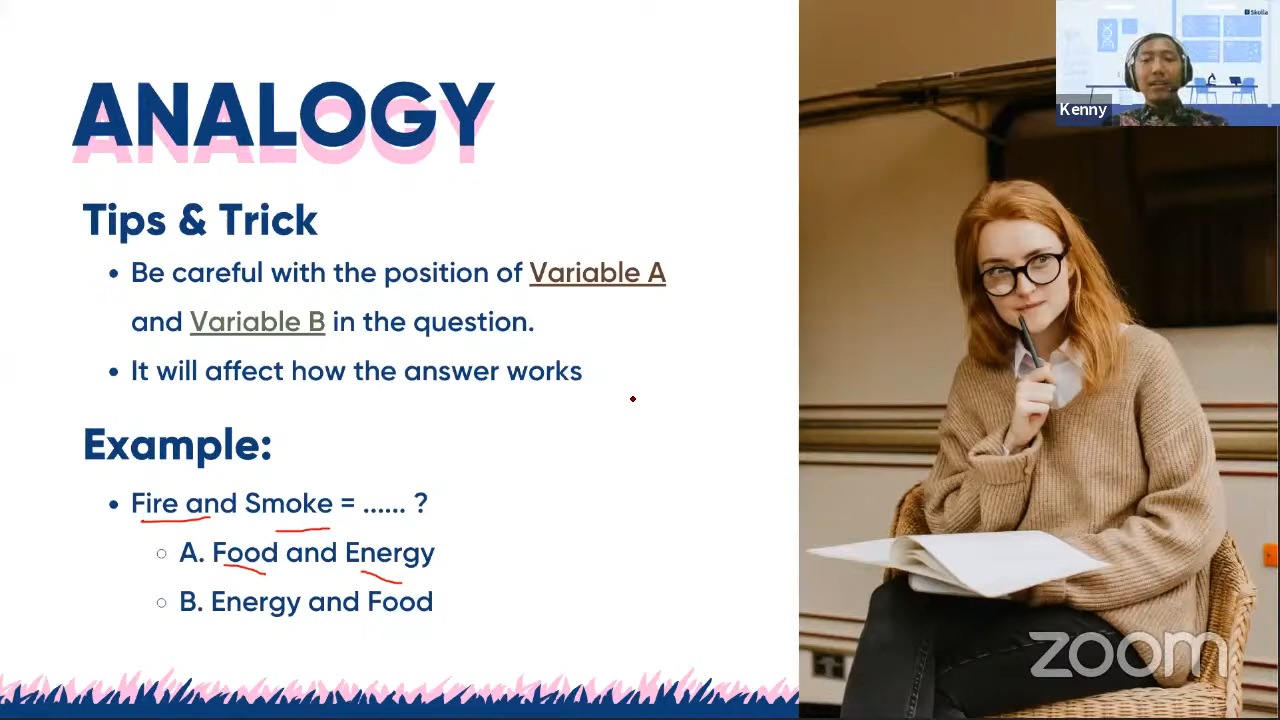 Skolla
Kenny
ANALOGY
Tips & Trick
• Be careful with the position of Variable A
and Variable B in the question.
• It will affect how the answer works
Example:
• Fire and Smoke = ...... ?
○ A. Food and Energy
○ B. Energy and Food
zoom